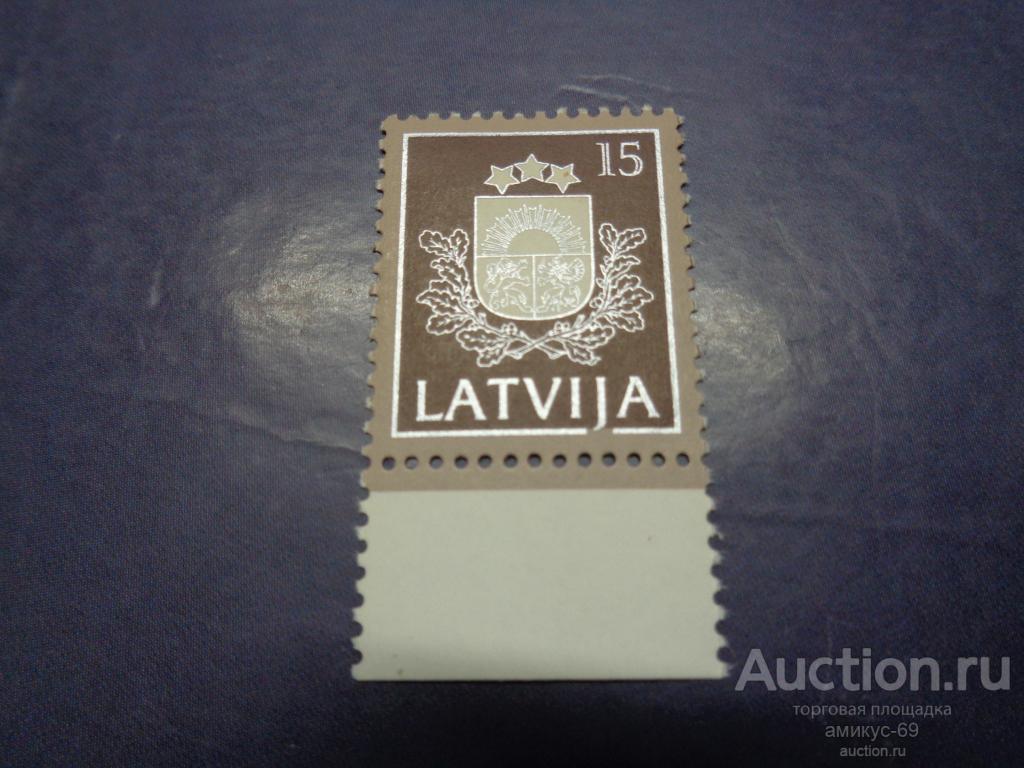 15
LATVIJA
Auction.ru
торговая площадка
амикус-69
auction.ru